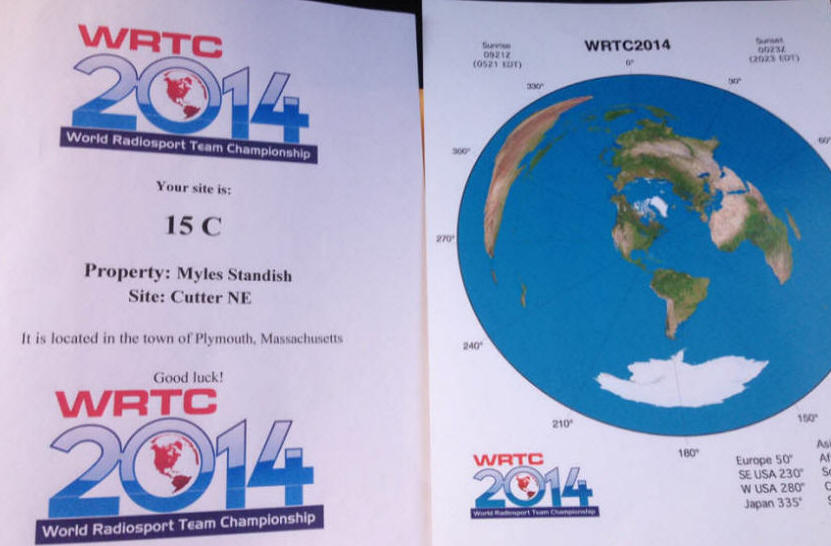 WRTC
2014
World Radiosport Team Championship
Your site is:
15 C
Property: Myles Standish
Site: Cutter NE
It is located in the town of Plymouth, Massachusetts
Good luck!
WRTC
2014
World Radiosport Team Championship
Sunrise
0921Z
(0521 EDT)
WRTC2014
Sunset
0023Z
(2023 EDT)
0°
30°
60°
330°
300°
270°
240°
210°
180°
150°
WRTC
2014
World Radiosport Team Championship
Europe 50°
SE USA 230°
W USA 280°
Japan 335°